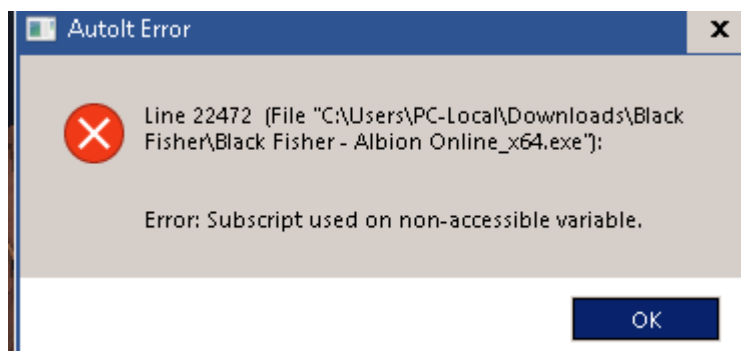 AutoIt Error
Line 22472 (File "C:\Users\PC-Local\Downloads\Black
Fisher\Black Fisher - Albion Online_x64.exe"):
Error: Subscript used on non-accessible variable.
OK